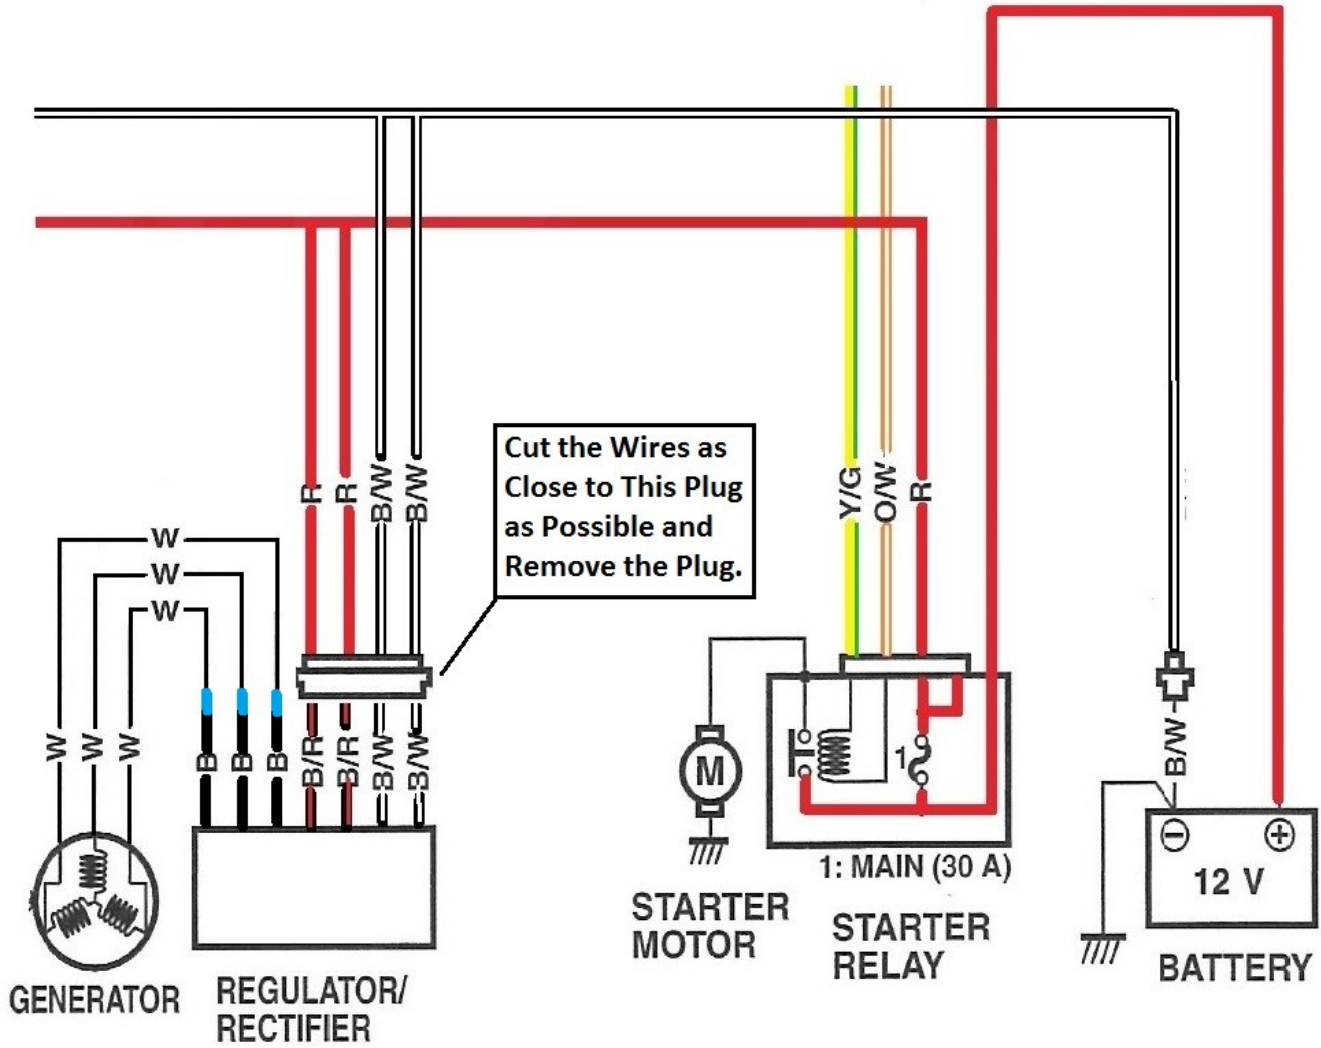 Cut the Wires as
Close to This Plug
as Possible and
Remove the Plug.
R
R
B/W
B/W
Y/G
O/W
R
W
W
W
W
W
W
B
B
B
B/R
B/R
B/W
B/W
M
1
B/W
1: MAIN (30 A)
12 V
GENERATOR
REGULATOR/
RECTIFIER
STARTER
MOTOR
STARTER
RELAY
BATTERY